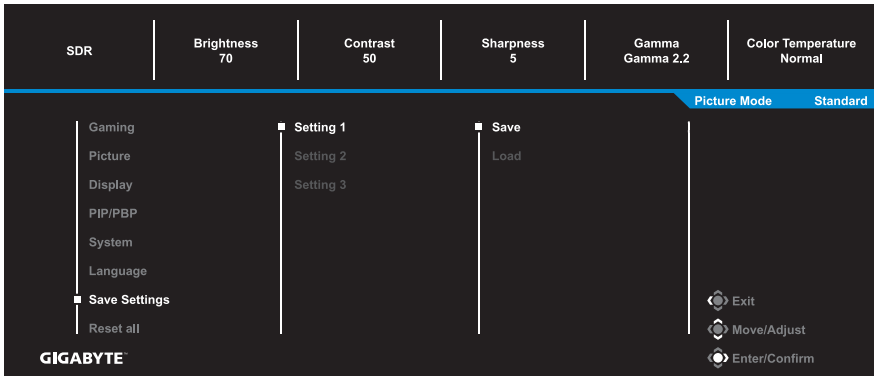 SDR
Brightness
70
Contrast
50
Sharpness
5
Gamma
Gamma 2.2
Color Temperature
Normal
Picture Mode Standard
Gaming
Picture
Display
PIP/PBP
System
Language
Save Settings
Reset all
Setting 1
Setting 2
Setting 3
Save
Load
Exit
Move/Adjust
Enter/Confirm
GIGABYTE™